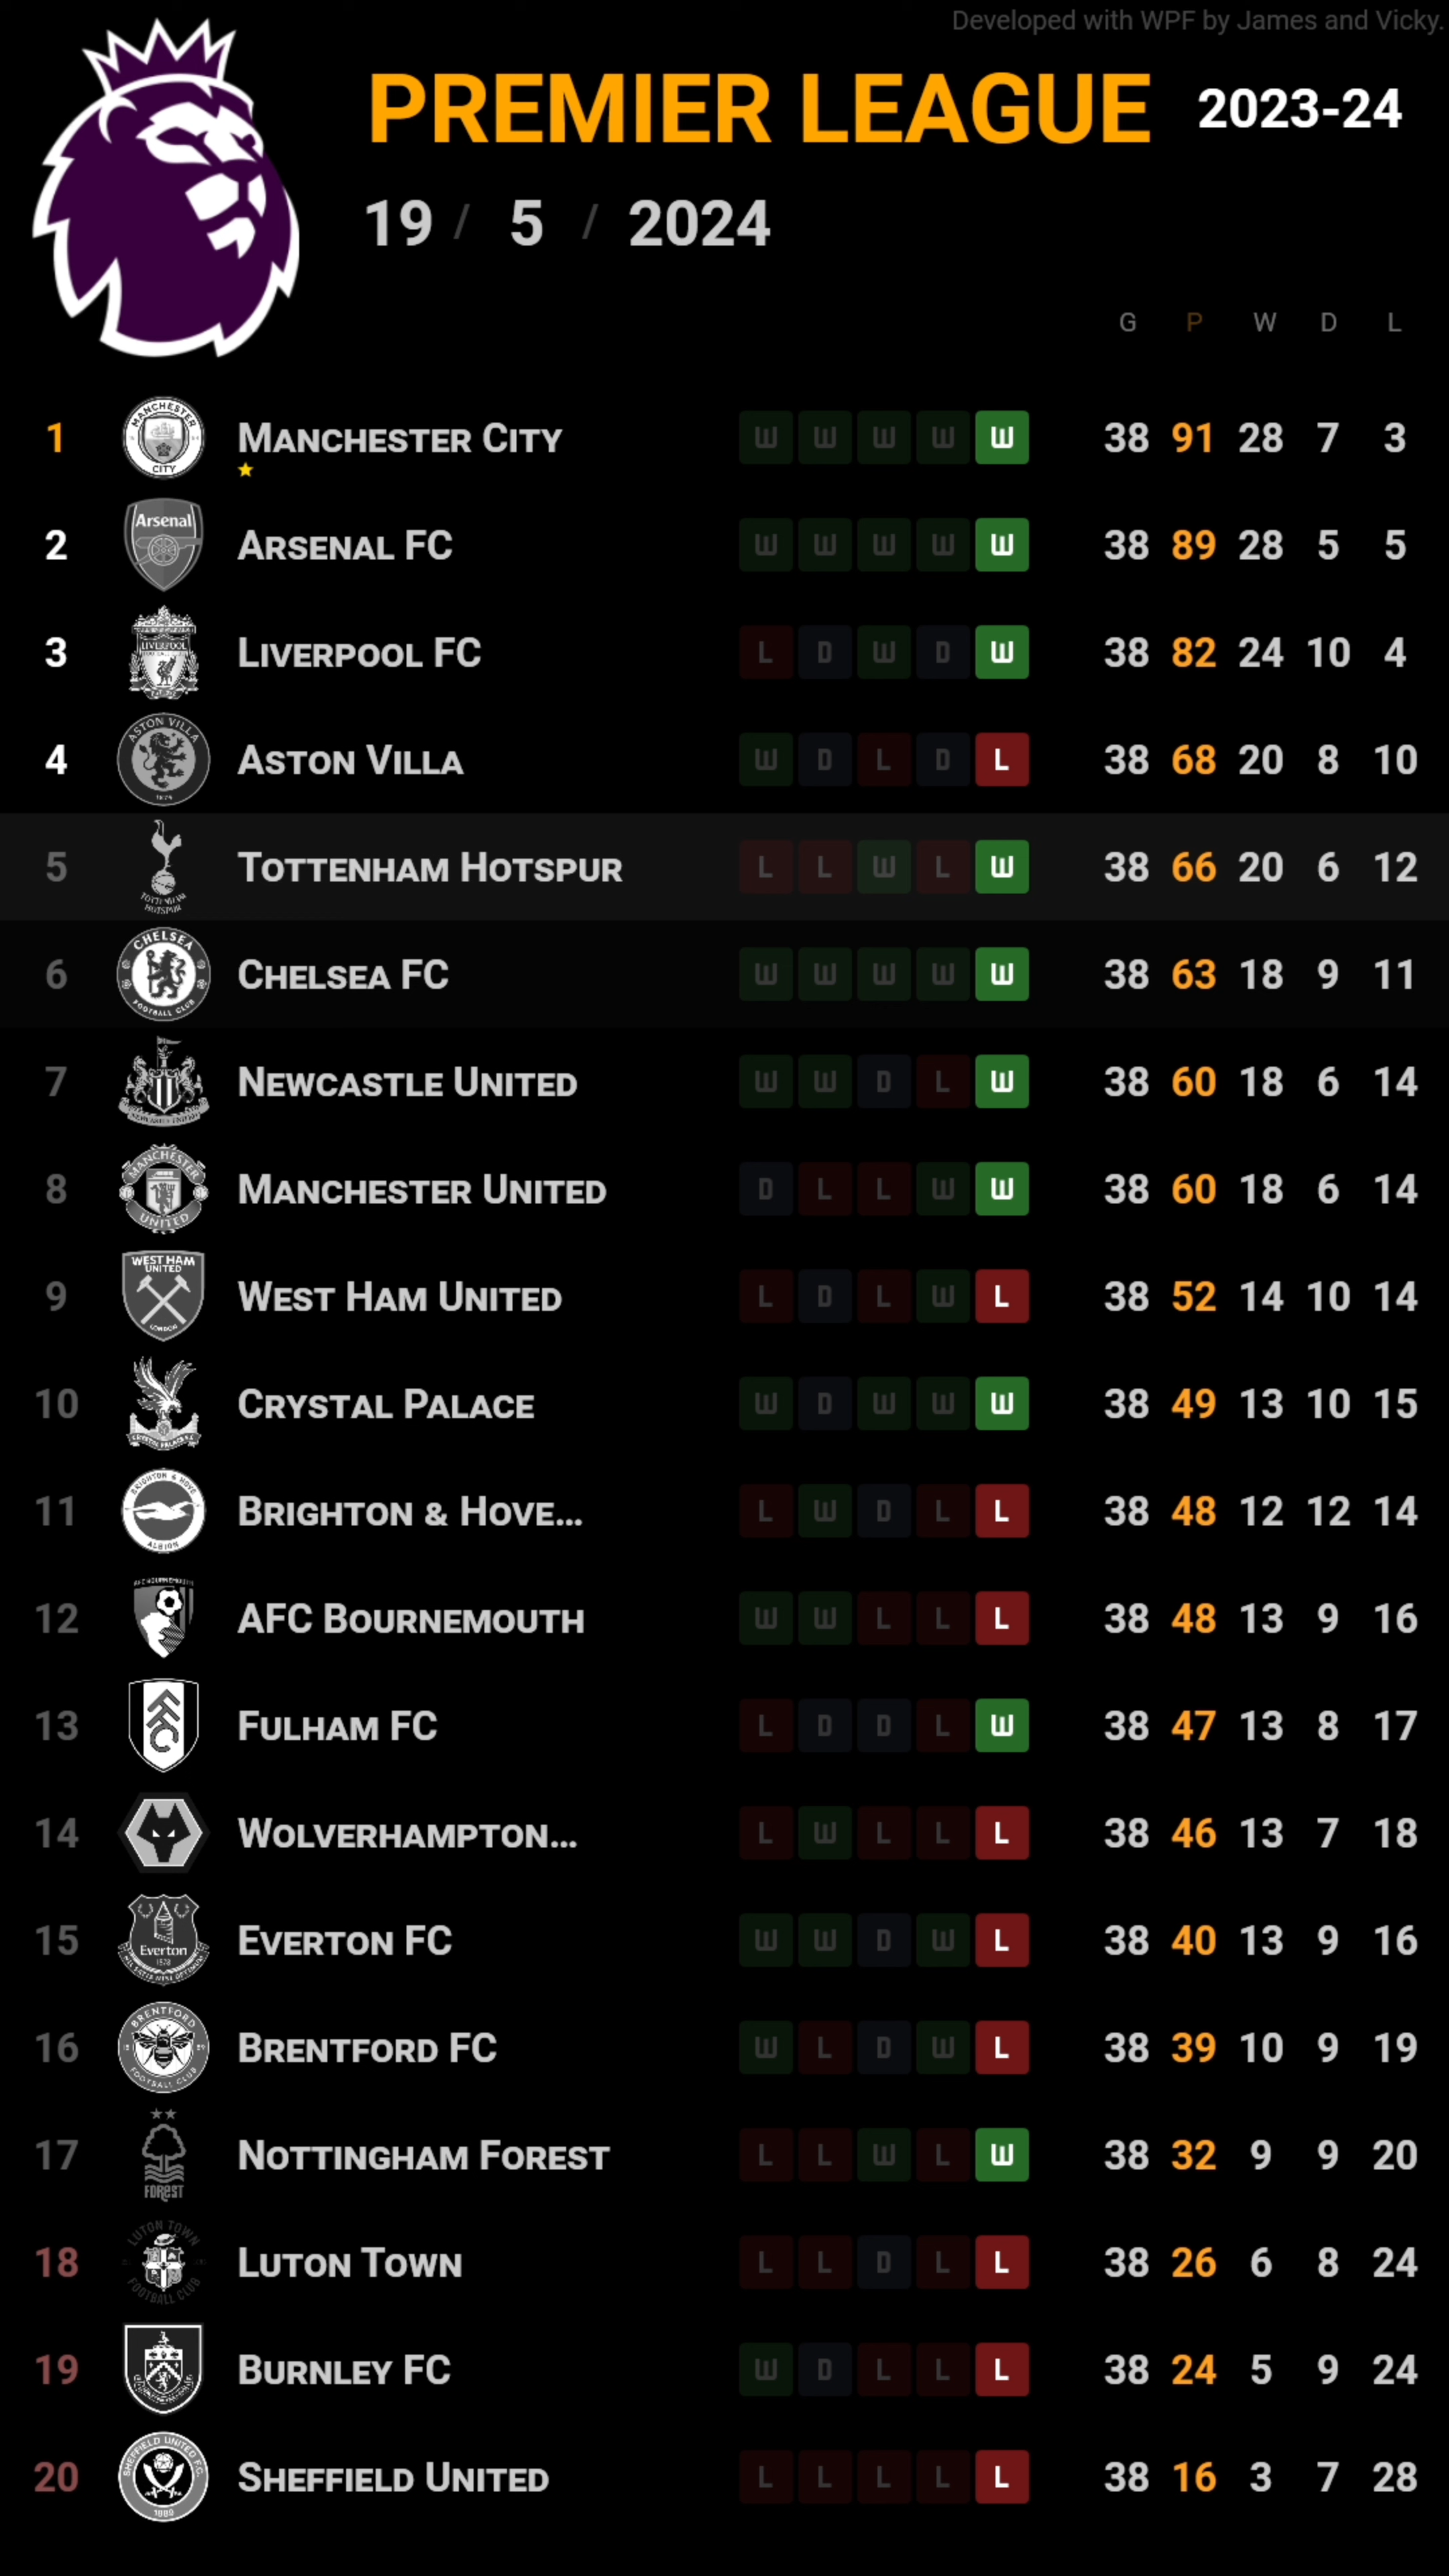 Developed with WPF by James and Vicky.
PREMIER LEAGUE 2023-24
19 / 5 / 2024
G P W D L
1 MANCHESTER CITY W W W W W 38 91 28 7 3
2 ARSENAL FC W W W W W 38 89 28 5 5
3 LIVERPOOL FC L D W D W 38 82 24 10 4
4 ASTON VILLA W D L D L 38 68 20 8 10
5 TOTTENHAM HOTSPUR L L W L W 38 66 20 6 12
6 CHELSEA FC W W W W W 38 63 18 9 11
7 NEWCASTLE UNITED W W D L W 38 60 18 6 14
8 MANCHESTER UNITED D L L W W 38 60 18 6 14
9 WEST HAM UNITED L D L W L 38 52 14 10 14
10 CRYSTAL PALACE W D W W W 38 49 13 10 15
11 BRIGHTON & HOVE... L W D L L 38 48 12 12 14
12 AFC BOURNEMOUTH W W L L L 38 48 13 9 16
13 FULHAM FC L D D L W 38 47 13 8 17
14 WOLVERHAMPTON... L W L L L 38 46 13 7 18
15 EVERTON FC W W D W L 38 40 13 9 16
16 BRENTFORD FC W L D W L 38 39 10 9 19
17 NOTTINGHAM FOREST L L W L W 38 32 9 9 20
18 LUTON TOWN L L D L L 38 26 6 8 24
19 BURNLEY FC W D L L L 38 24 5 9 24
20 SHEFFIELD UNITED L L L L L 38 16 3 7 28